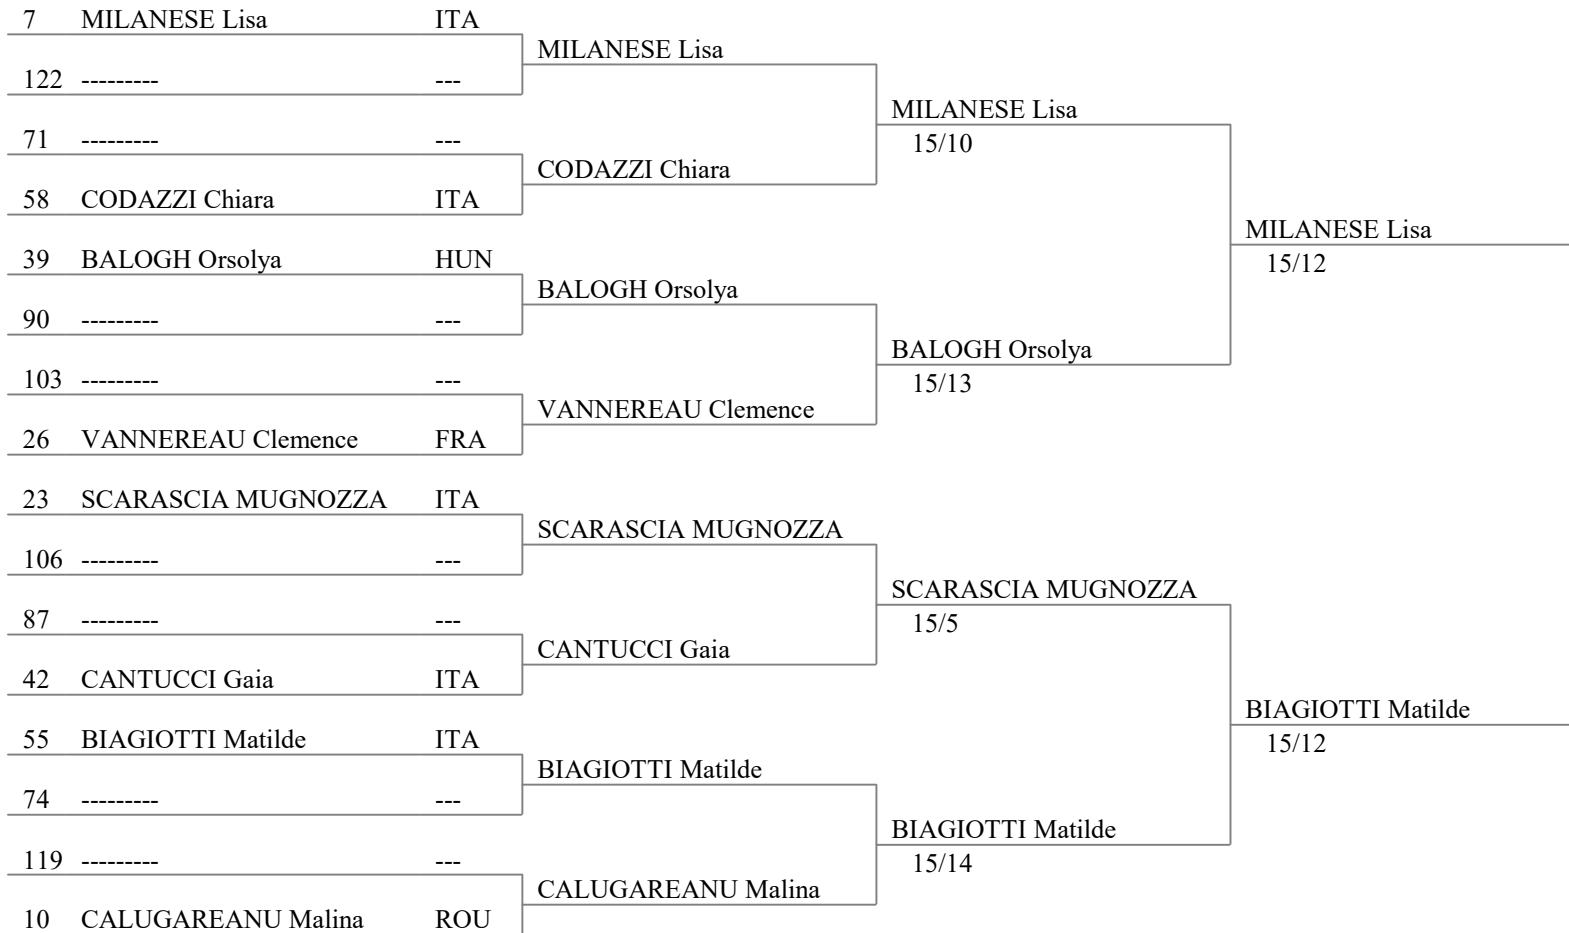 7 MILANESE Lisa ITA
MILANESE Lisa
122 --------- ---
MILANESE Lisa
71 --------- ---
15/10
CODAZZI Chiara
58 CODAZZI Chiara ITA
MILANESE Lisa
39 BALOGH Orsolya HUN
15/12
BALOGH Orsolya
90 --------- ---
BALOGH Orsolya
103 --------- ---
15/13
VANNEREAU Clemence
26 VANNEREAU Clemence FRA
23 SCARASCIA MUGNOZZA ITA
SCARASCIA MUGNOZZA
106 --------- ---
SCARASCIA MUGNOZZA
87 --------- ---
15/5
CANTUCCI Gaia
42 CANTUCCI Gaia ITA
BIAGIOTTI Matilde
55 BIAGIOTTI Matilde ITA
15/12
BIAGIOTTI Matilde
74 --------- ---
BIAGIOTTI Matilde
119 --------- ---
15/14
CALUGAREANU Malina
10 CALUGAREANU Malina ROU